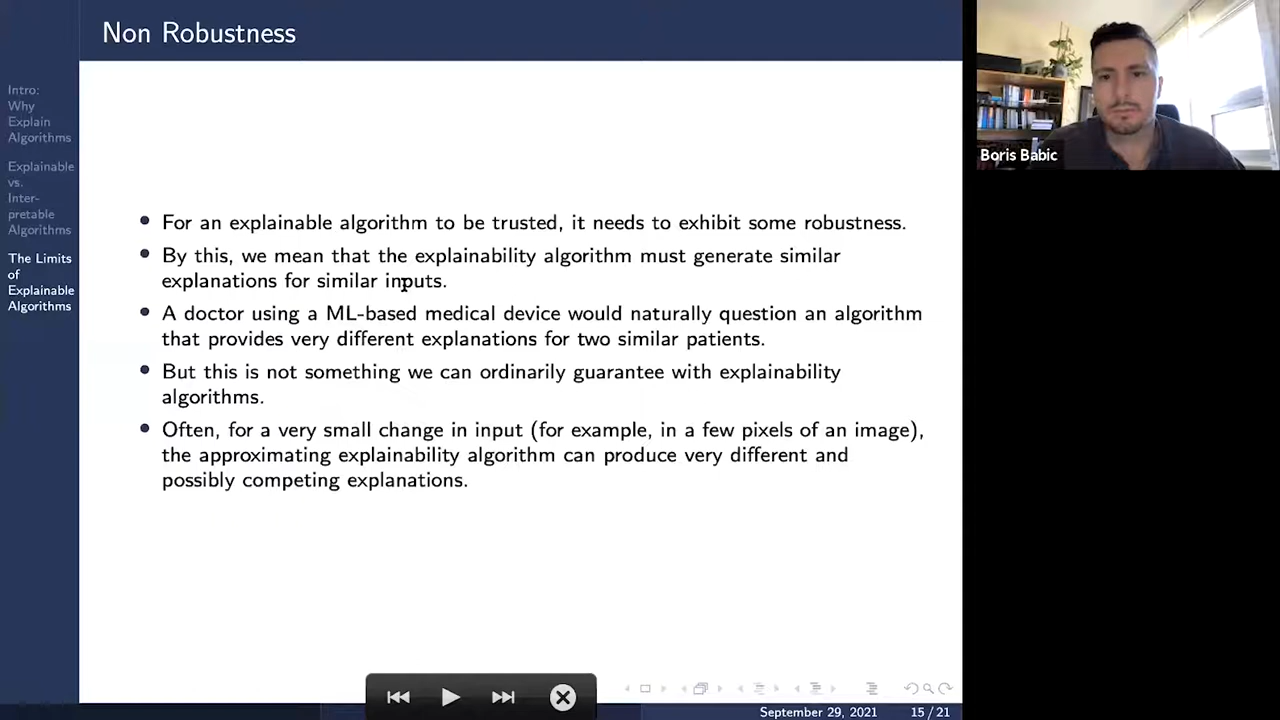 Non Robustness
Intro:
Why
Explain
Algorithms
Explainable
vs.
Inter-
pretable
Algorithms
The Limits
of
Explainable
Algorithms
For an explainable algorithm to be trusted, it needs to exhibit some robustness.
By this, we mean that the explainability algorithm must generate similar
explanations for similar inputs.
A doctor using a ML-based medical device would naturally question an algorithm
that provides very different explanations for two similar patients.
But this is not something we can ordinarily guarantee with explainability
algorithms.
Often, for a very small change in input (for example, in a few pixels of an image),
the approximating explainability algorithm can produce very different and
possibly competing explanations.
September 29, 2021 15 / 21
Boris Babic